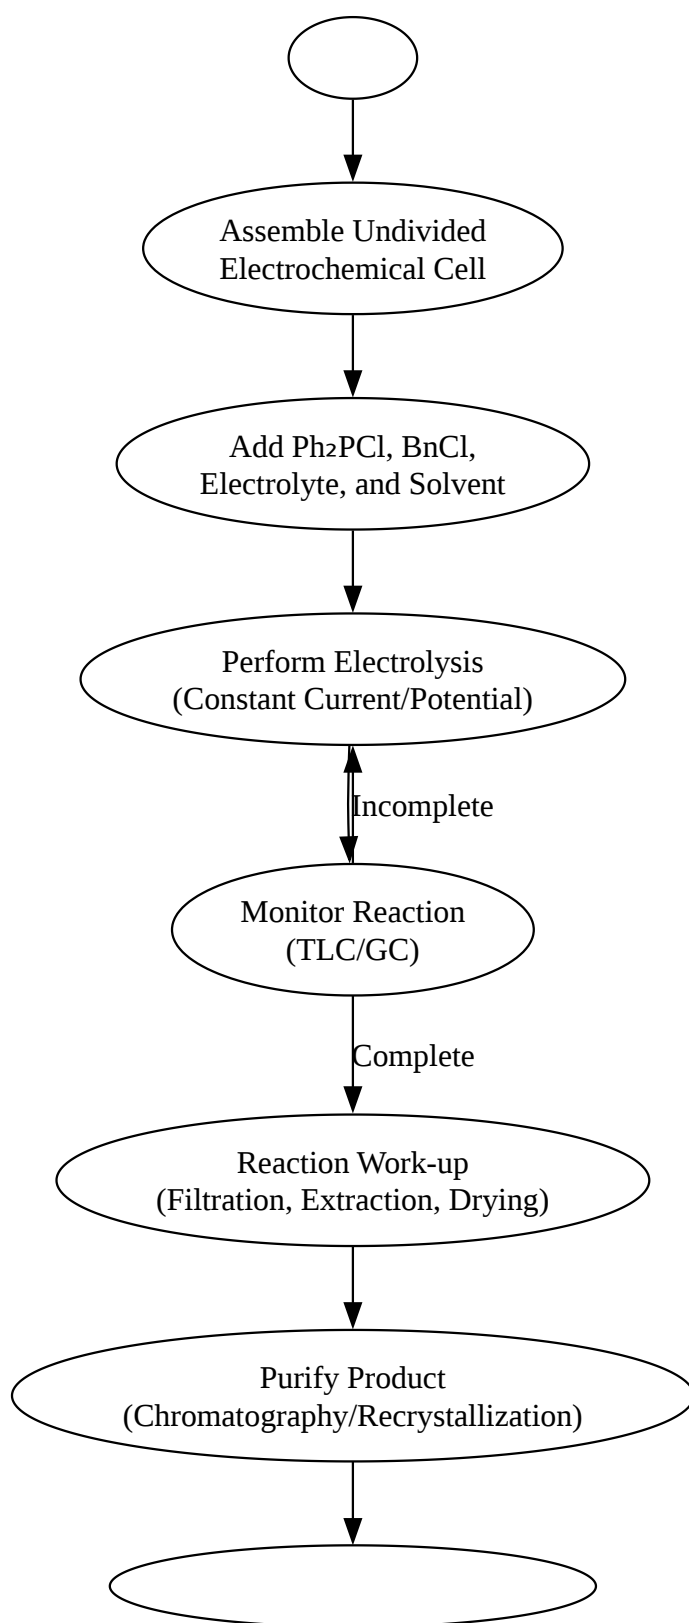 Assemble Undivided
Electrochemical Cell
Add Ph₂PCl, BnCl,
Electrolyte, and Solvent
Perform Electrolysis
(Constant Current/Potential)
Incomplete
Monitor Reaction
(TLC/GC)
Complete
Reaction Work-up
(Filtration, Extraction, Drying)
Purify Product
(Chromatography/Recrystallization)